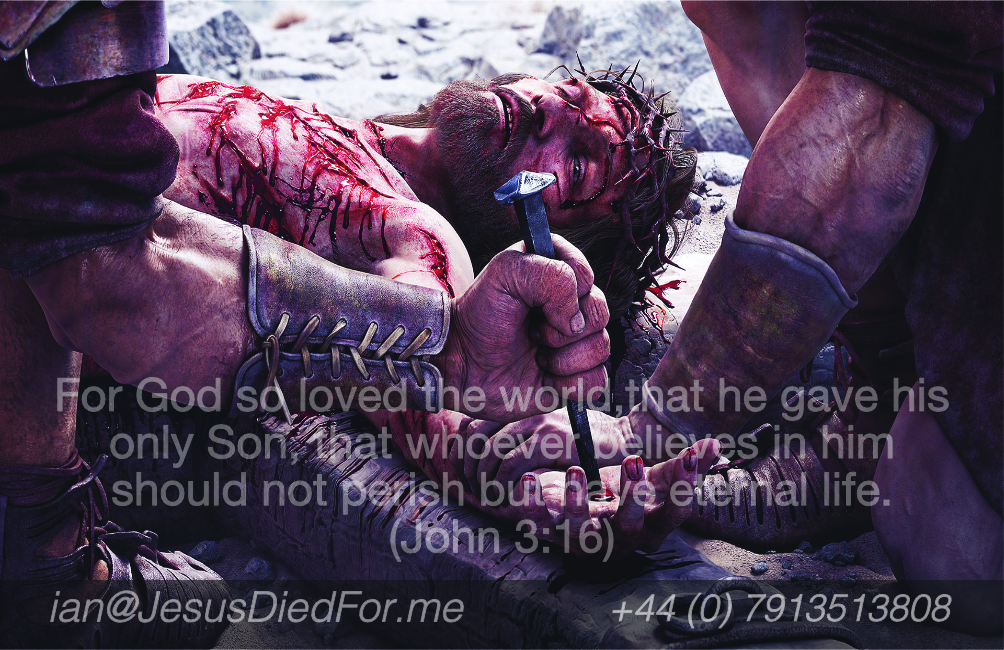 For God so loved the world, that he gave his
only Son, that whoever believes in him
should not perish but have eternal life.
(John 3:16)
ian@JesusDiedFor.me +44 (0) 7913513808